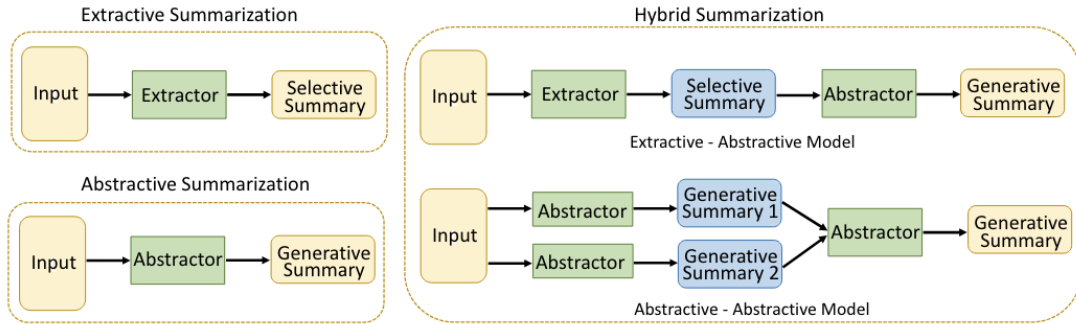 Extractive Summarization
Input
Extractor
Selective
Summary
Abstractive Summarization
Input
Abstractor
Generative
Summary
Hybrid Summarization
Input
Extractor
Selective
Summary
Abstractor
Generative
Summary
Extractive - Abstractive Model
Input
Abstractor
Generative
Summary 1
Abstractor
Generative
Summary 2
Abstractor
Generative
Summary
Abstractive - Abstractive Model